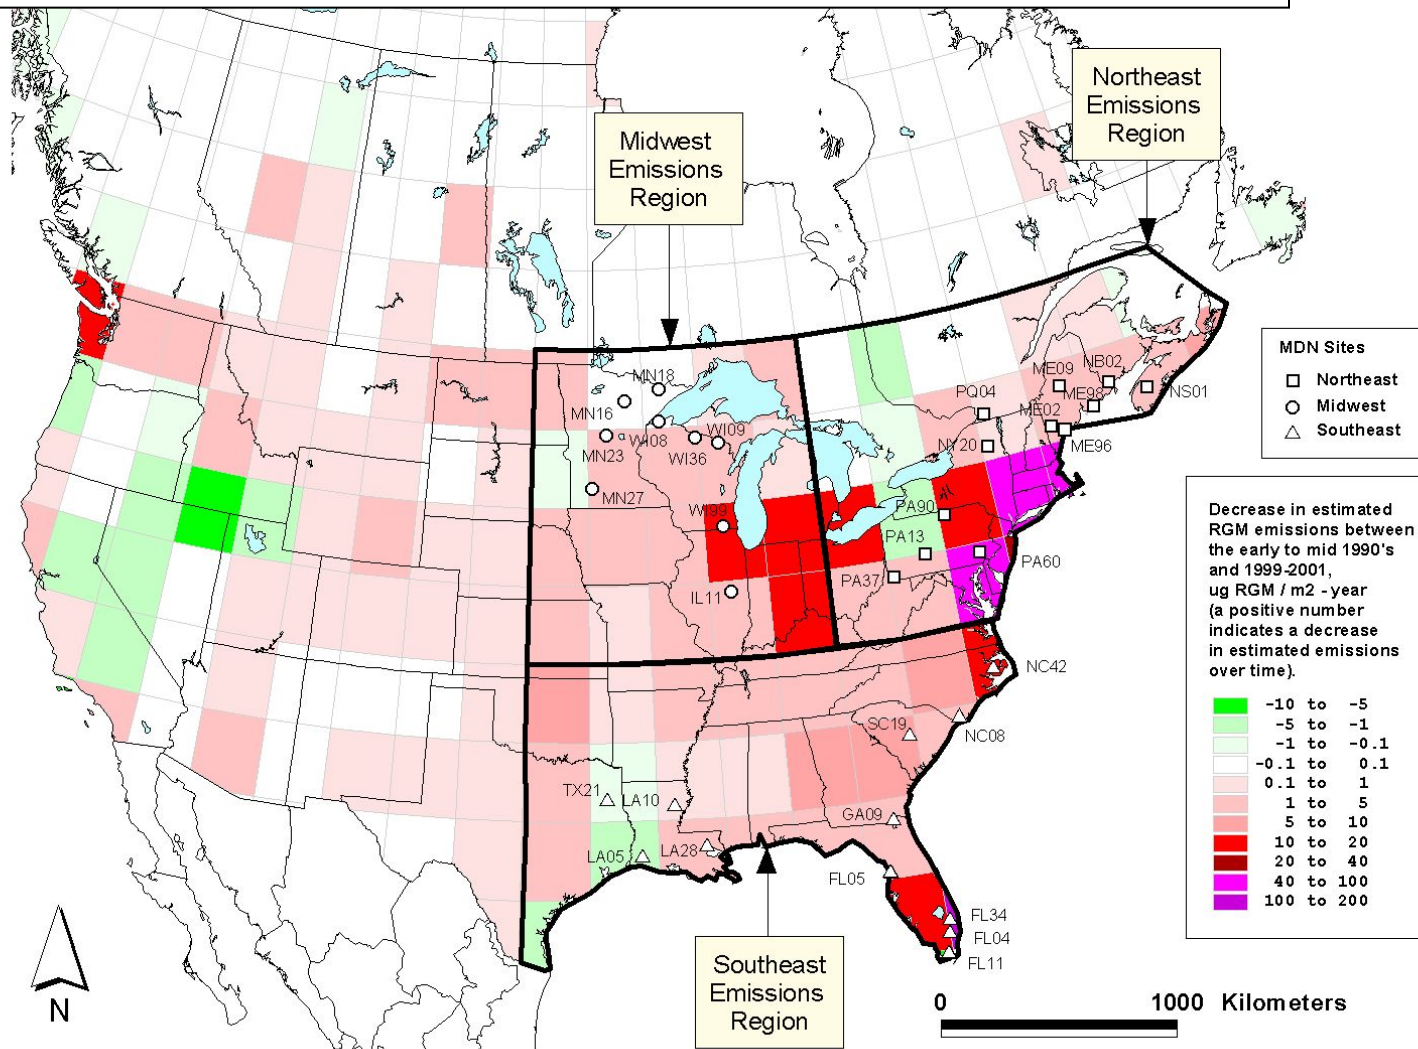 Northeast
Emissions
Region
Midwest
Emissions
Region
MDN Sites
Northeast
Midwest
Southeast
MN18
MN16
MN23
WI08
WI09
WI36
MN27
WI99
IL11
PQ04
ME09
NB02
ME98
NS01
ME02
ME96
NY20
PA90
PA13
PA37
PA60
NC42
NC08
SC19
GA09
TX21
LA10
LA05
LA28
FL05
FL34
FL04
FL11
Decrease in estimated
RGM emissions between
the early to mid 1990's
and 1999-2001,
ug RGM / m2 - year
(a positive number
indicates a decrease
in estimated emissions
over time).
-10 to -5
-5 to -1
-1 to -0.1
-0.1 to 0.1
0.1 to 1
1 to 5
5 to 10
10 to 20
20 to 40
40 to 100
100 to 200
Southeast
Emissions
Region
N
0 1000 Kilometers